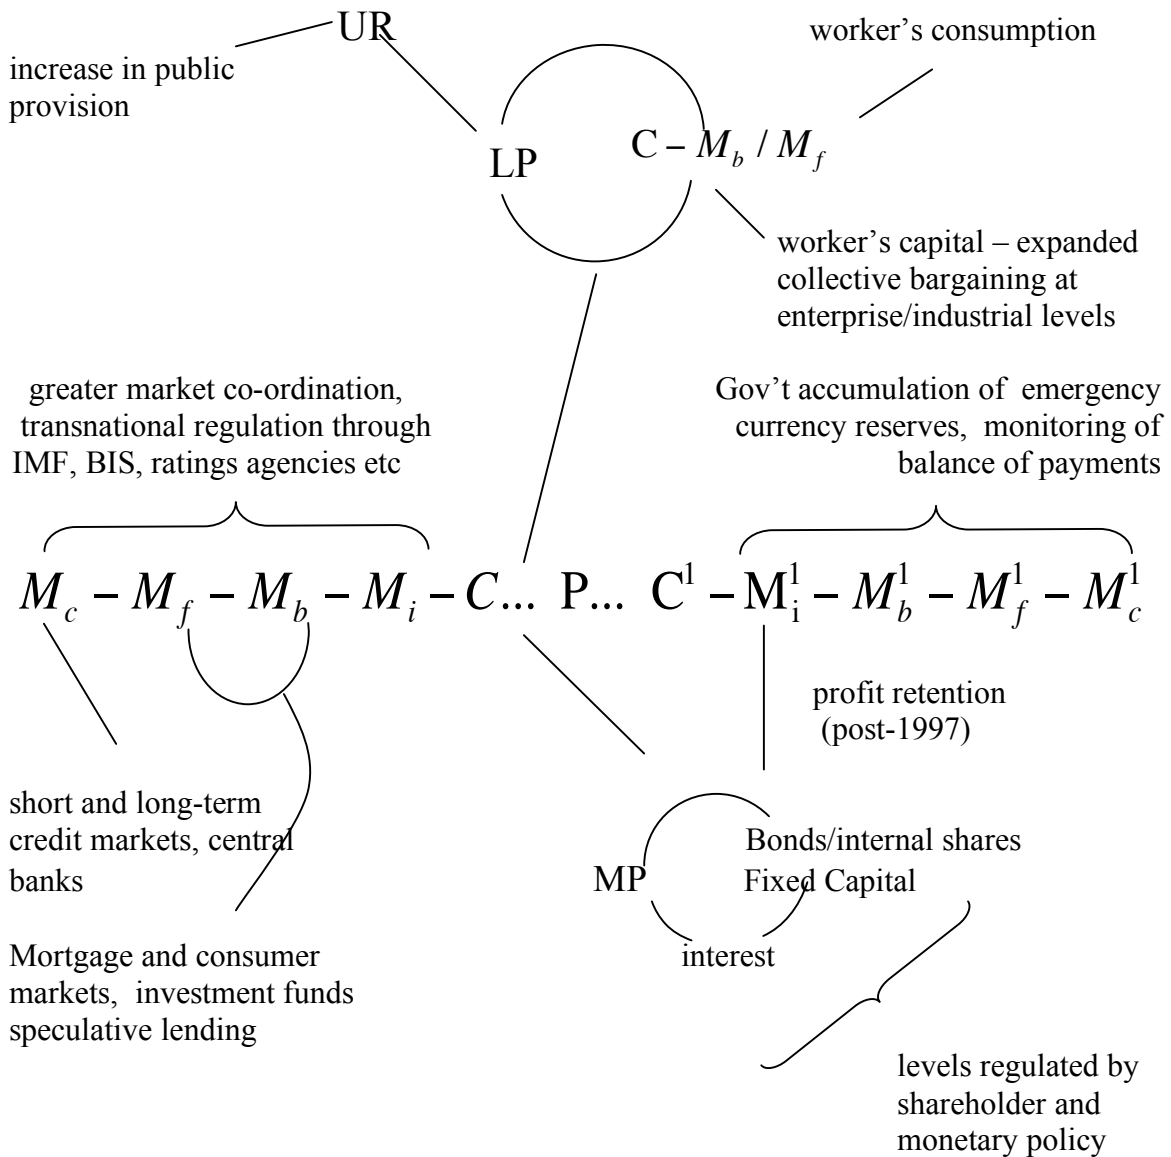 UR
worker’s consumption
increase in public
provision
C – M_b / M_f
LP
worker’s capital – expanded
collective bargaining at
enterprise/industrial levels
greater market co-ordination,
transnational regulation through
IMF, BIS, ratings agencies etc
Gov’t accumulation of emergency
currency reserves, monitoring of
balance of payments
M_c – M_f – M_b – M_i – C... P... C^1 – M_i^1 – M_b^1 – M_f^1 – M_c^1
profit retention
(post-1997)
short and long-term
credit markets, central
banks
Bonds/internal shares
MP
Fixed Capital
interest
Mortgage and consumer
markets, investment funds
speculative lending
levels regulated by
shareholder and
monetary policy